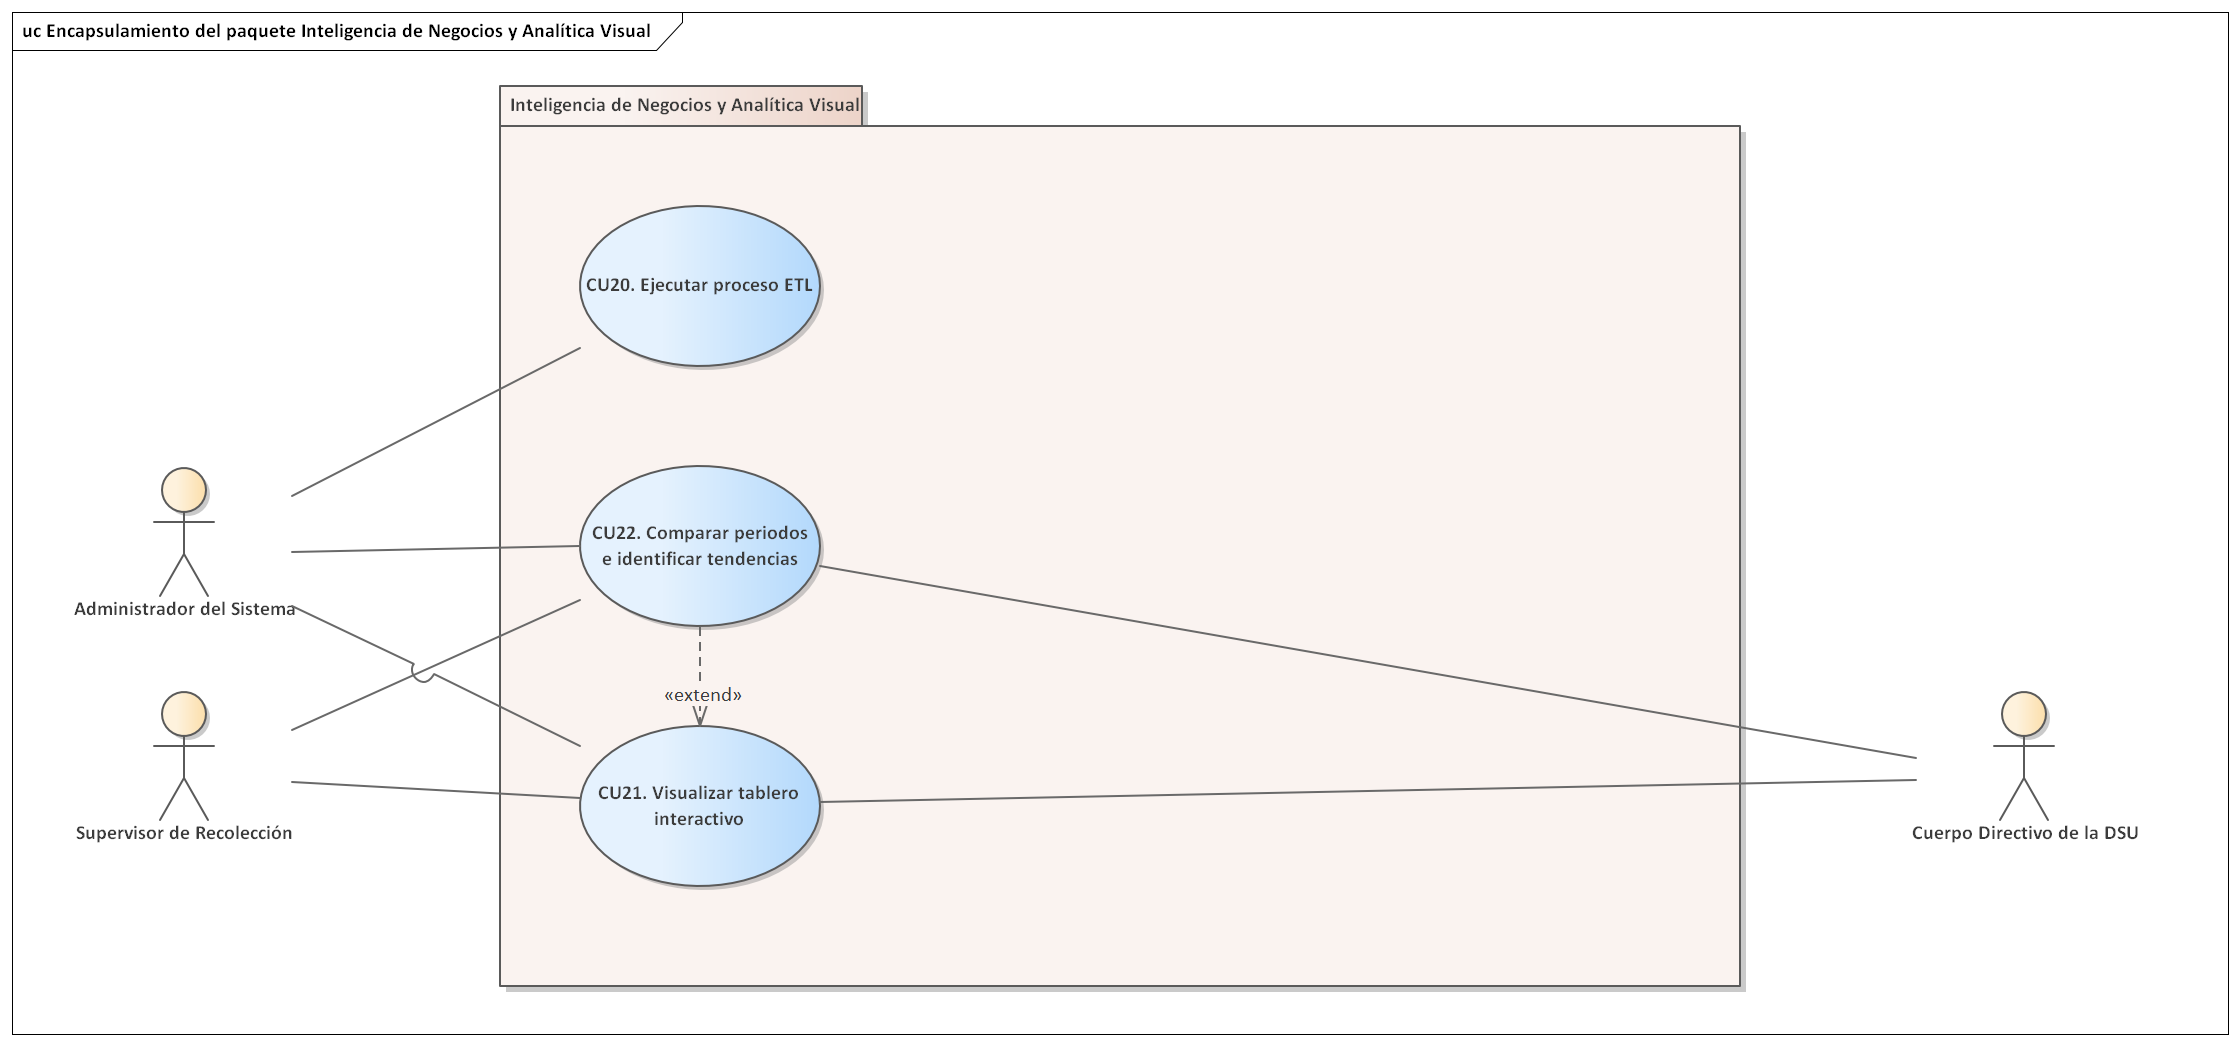 uc Encapsulamiento del paquete Inteligencia de Negocios y Analítica Visual
Inteligencia de Negocios y Analítica Visual
CU20. Ejecutar proceso ETL
CU22. Comparar periodos
e identificar tendencias
Administrador del Sistema
«extend»
CU21. Visualizar tablero
interactivo
Supervisor de Recolección
Cuerpo Directivo de la DSU